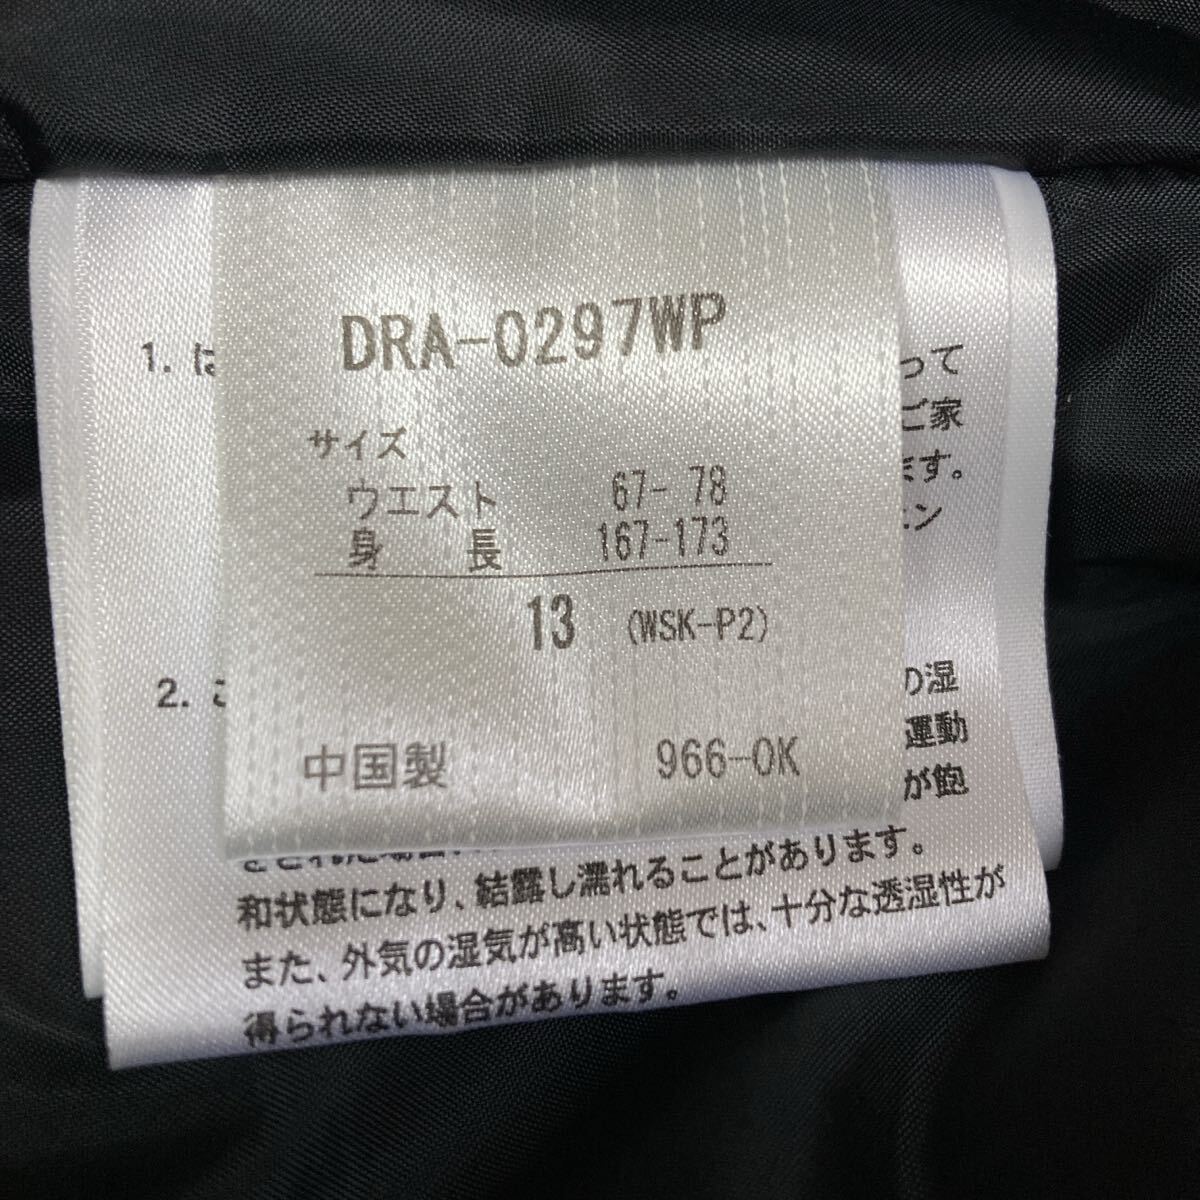 DRA-0297WP
サイズ
ウエスト 67- 78
身 長 167-173
13 (WSK-P2)
中国製 966-OK
1. は
って
ご家
ます。
ン
2. こ
の湿
運動
が飽
和状態になり、結露し濡れることがあります。
また、外気の湿気が高い状態では、十分な透湿性が
得られない場合があります。